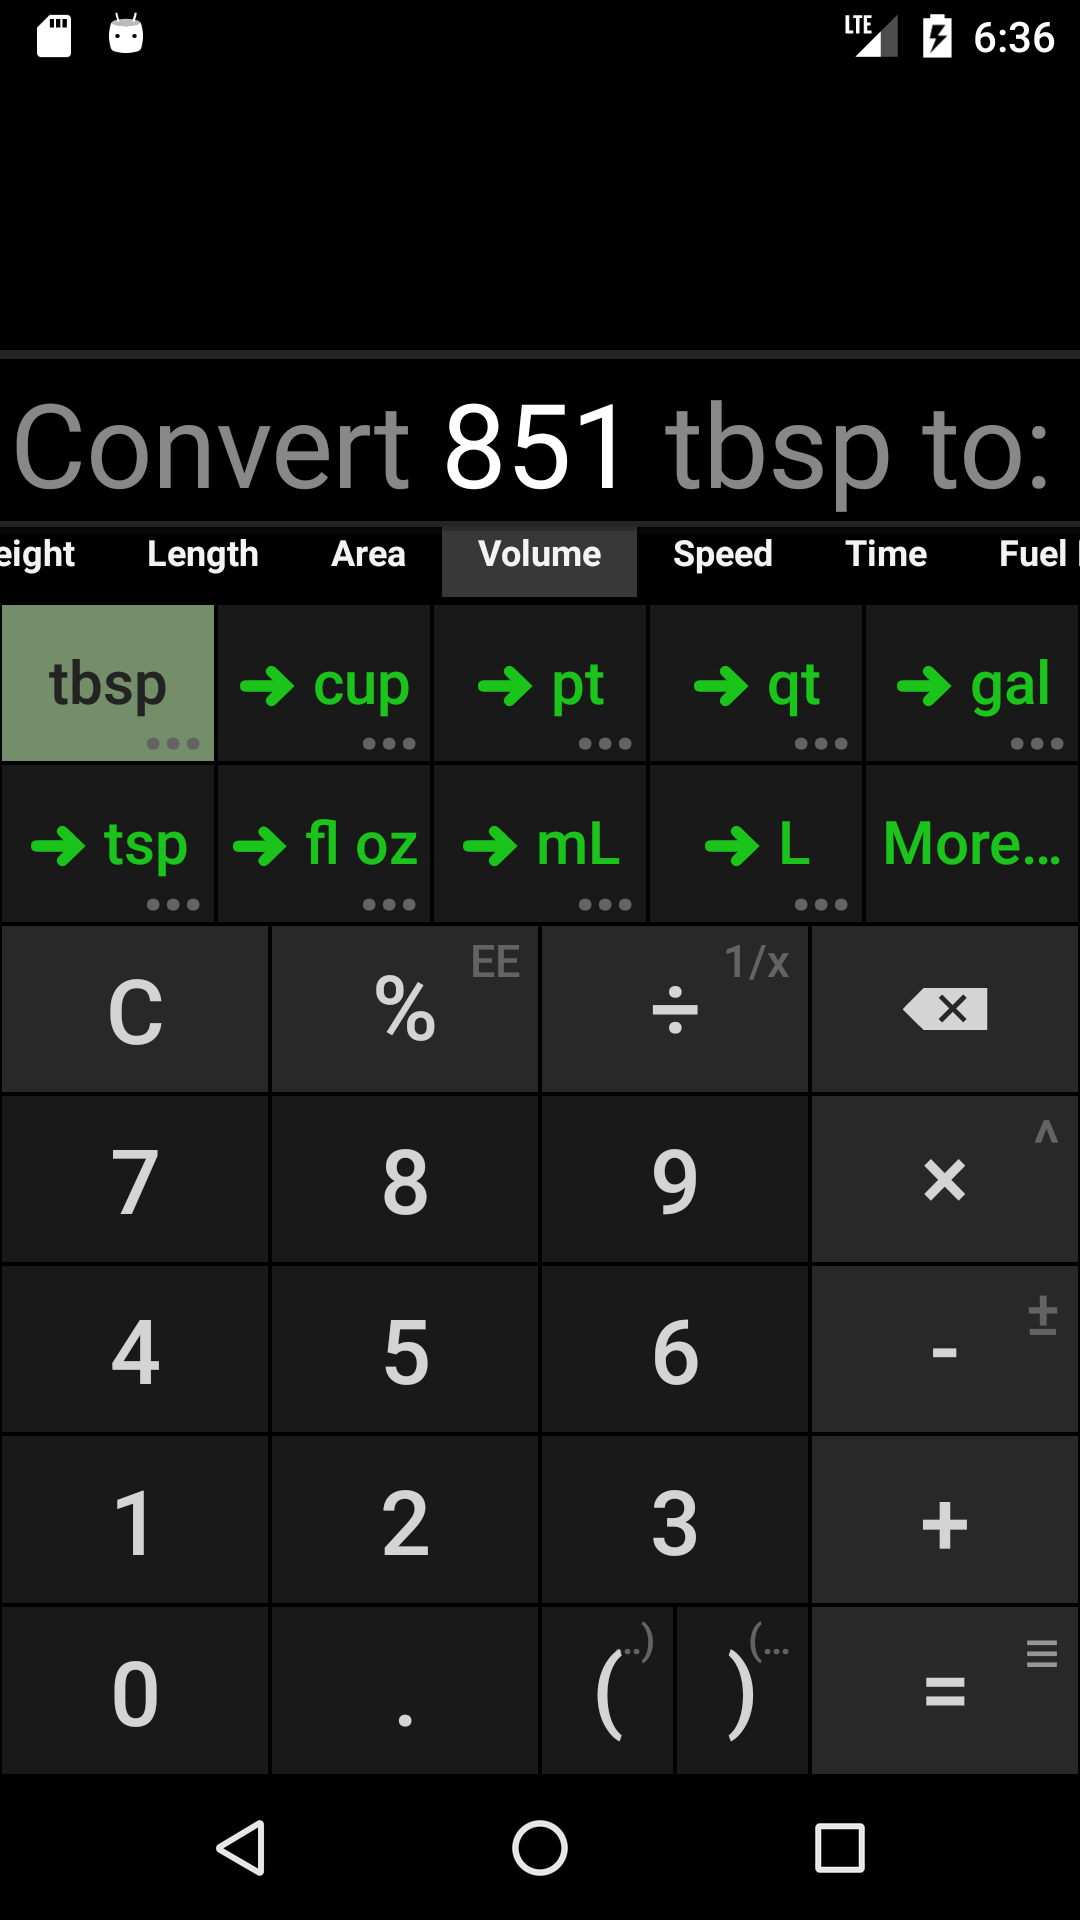 LTE 6:36
Convert 851 tbsp to:
eight Length Area Volume Speed Time Fuel
tbsp ➔ cup ➔ pt ➔ qt ➔ gal
➔ tsp ➔ fl oz ➔ mL ➔ L More...
C % EE ÷ 1/x
7 8 9 × ^
4 5 6 - ±
1 2 3 +
0 . ( ..) ) (... =